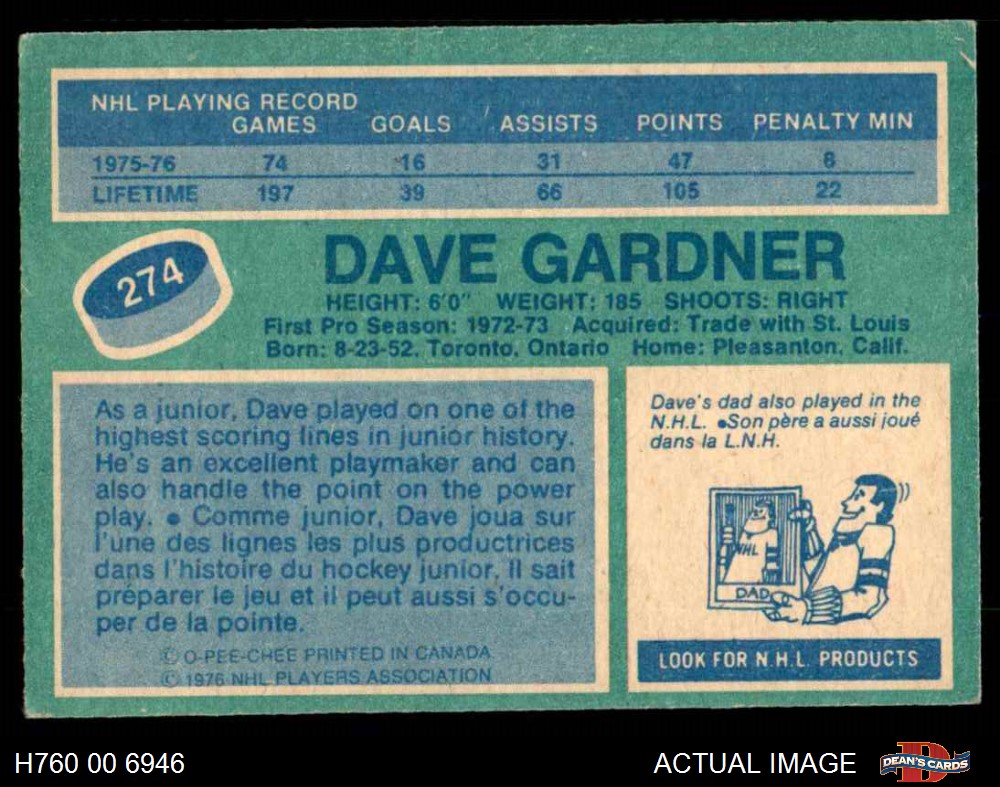 NHL PLAYING RECORD
GAMES GOALS ASSISTS POINTS PENALTY MIN
1975-76 74 16 31 47 8
LIFETIME 197 39 66 105 22
274
DAVE GARDNER
HEIGHT: 6'0" WEIGHT: 185 SHOOTS: RIGHT
First Pro Season: 1972-73 Acquired: Trade with St. Louis
Born: 8-23-52, Toronto, Ontario Home: Pleasanton, Calif.
As a junior, Dave played on one of the
highest scoring lines in junior history.
He's an excellent playmaker and can
also handle the point on the power
play. ● Comme junior, Dave joua sur
l'une des lignes les plus productrices
dans l'histoire du hockey junior. Il sait
préparer le jeu et il peut aussi s'occu-
per de la pointe.
© O-PEE-CHEE PRINTED IN CANADA
© 1976 NHL PLAYERS ASSOCIATION
Dave's dad also played in the
N.H.L. ●Son père a aussi joué
dans la L.N.H.
NHL
DAD
LOOK FOR N.H.L. PRODUCTS
H760 00 6946
ACTUAL IMAGE
DEAN'S CARDS